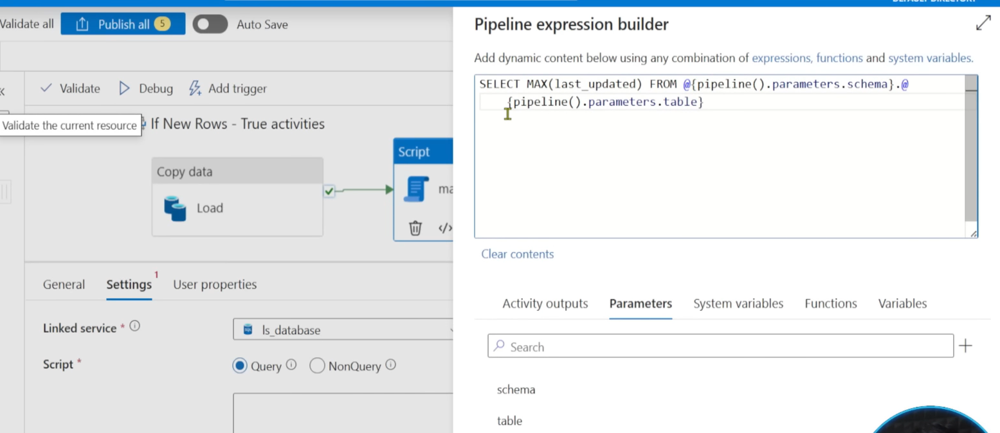 DEFAULT DIRECTORY
Validate all
Publish all
5
Auto Save
Validate
Debug
Add trigger
Validate the current resource
If New Rows - True activities
Copy data
Load
Script
General
Settings
1
User properties
Linked service *
ls_database
Script *
Query
NonQuery
Pipeline expression builder
Add dynamic content below using any combination of expressions, functions and system variables.
SELECT MAX(last_updated) FROM @{pipeline().parameters.schema}.@
{pipeline().parameters.table}
Clear contents
Activity outputs
Parameters
System variables
Functions
Variables
Search
schema
table